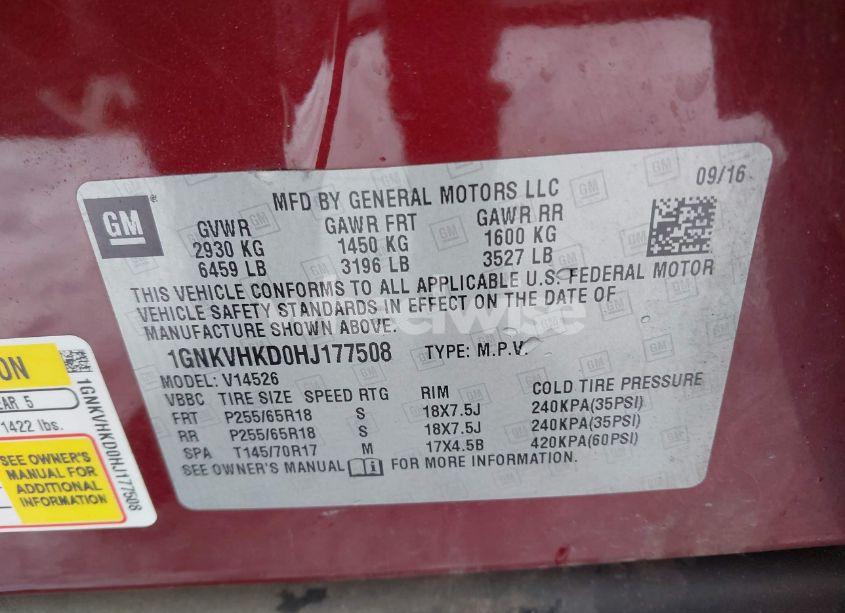 MFD BY GENERAL MOTORS LLC
09/16
GM
GVWR GAWR FRT GAWR RR
2930 KG 1450 KG 1600 KG
6459 LB 3196 LB 3527 LB
THIS VEHICLE CONFORMS TO ALL APPLICABLE U.S. FEDERAL MOTOR
VEHICLE SAFETY STANDARDS IN EFFECT ON THE DATE OF
MANUFACTURE SHOWN ABOVE.
1GNKVHKD0HJ177508 TYPE: M.P.V.
MODEL: V14526
VBBC TIRE SIZE SPEED RTG RIM COLD TIRE PRESSURE
FRT P255/65R18 S 18X7.5J 240KPA(35PSI)
RR P255/65R18 S 18X7.5J 240KPA(35PSI)
SPA T145/70R17 M 17X4.5B 420KPA(60PSI)
SEE OWNER'S MANUAL FOR MORE INFORMATION.
ON
EAR 5
1422 lbs.
SEE OWNER'S
MANUAL FOR
ADDITIONAL
INFORMATION
1GNKVHKD0HJ177508